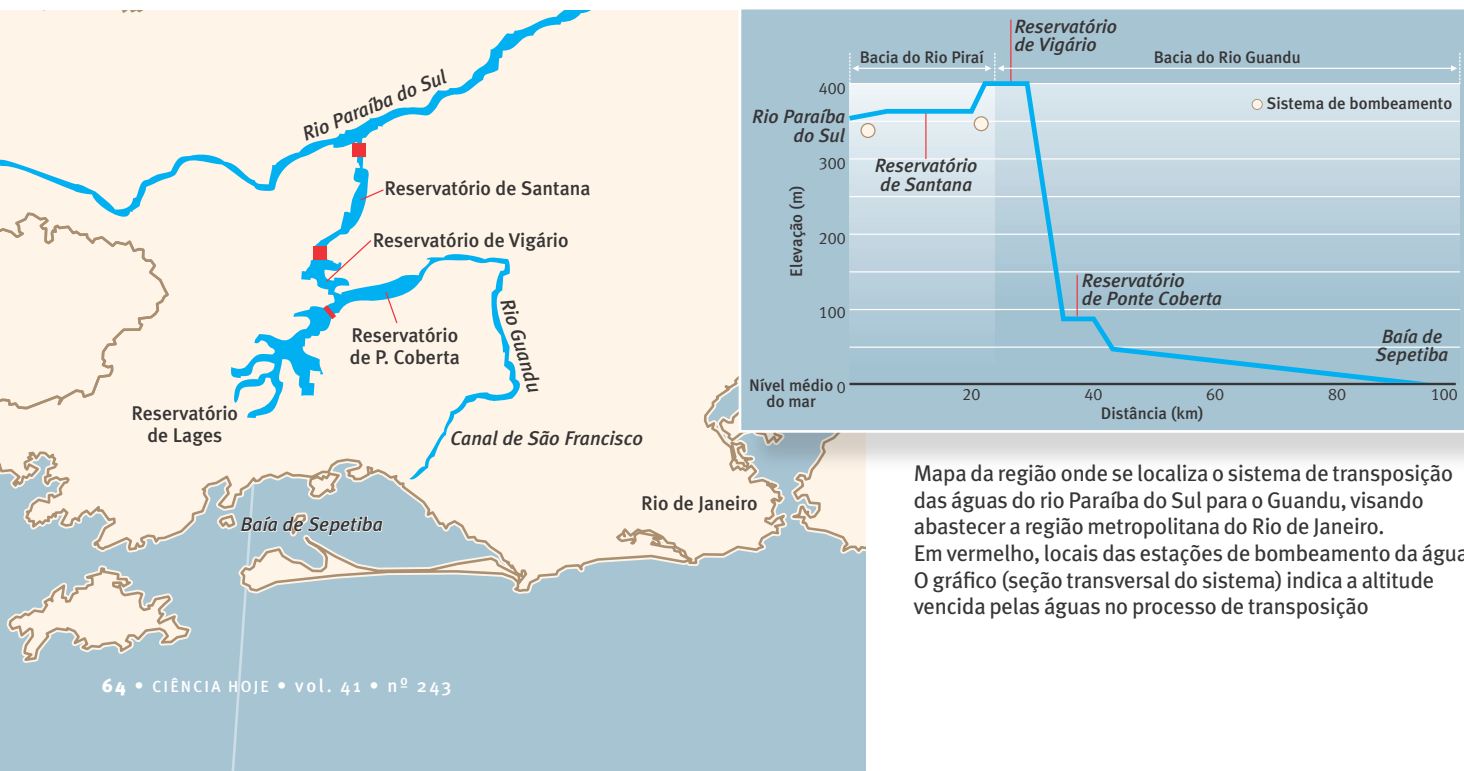 Rio Paraíba do Sul
Reservatório de Santana
Reservatório de Vigário
Reservatório
de P. Coberta
Rio Guandu
Reservatório
de Lages
Canal de São Francisco
Rio de Janeiro
Baía de Sepetiba
64 • CIÊNCIA HOJE • vol. 41 • nº 243
Reservatório
de Vigário
Bacia do Rio Piraí
Bacia do Rio Guandu
400
Sistema de bombeamento
Rio Paraíba
do Sul
300
Reservatório
de Santana
Elevação (m)
200
Reservatório
de Ponte Coberta
100
Baía de
Sepetiba
Nível médio
do mar
0
20
40
60
80
100
Distância (km)
Mapa da região onde se localiza o sistema de transposição
das águas do rio Paraíba do Sul para o Guandu, visando
abastecer a região metropolitana do Rio de Janeiro.
Em vermelho, locais das estações de bombeamento da água
O gráfico (seção transversal do sistema) indica a altitude
vencida pelas águas no processo de transposição